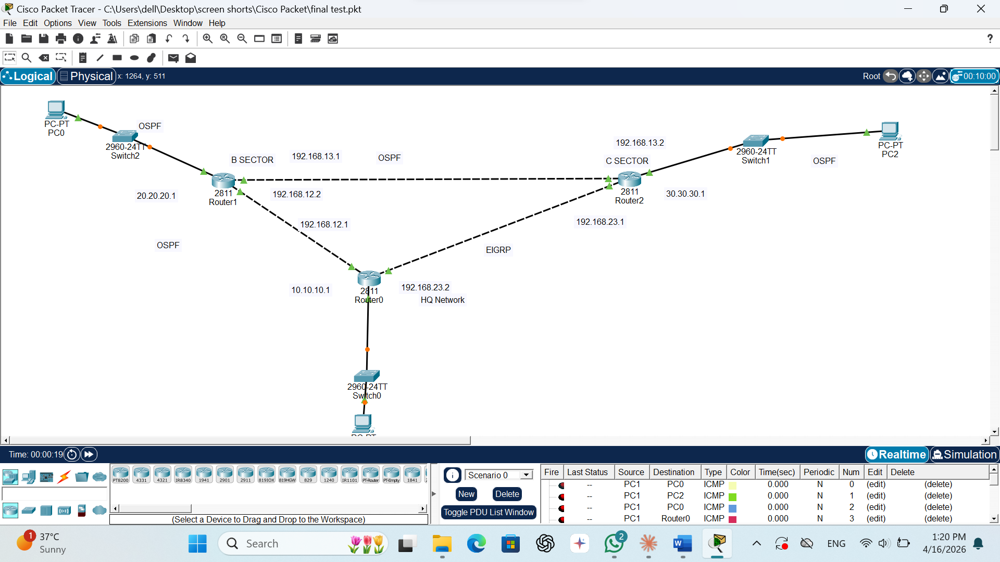 Cisco Packet Tracer - C:\Users\dell\Desktop\screen shorts\Cisco Packet\final test.pkt
File Edit Options View Tools Extensions Window Help
?
Logical Physical x: 1264, y: 511 Root 00:10:00
PC-PT
PC0
OSPF
2960-24TT
Switch2
B SECTOR
192.168.13.1
OSPF
192.168.13.2
C SECTOR
2960-24TT
Switch1
OSPF
PC-PT
PC2
20.20.20.1
2811
Router1
192.168.12.2
2811
Router2
30.30.30.1
192.168.12.1
192.168.23.1
OSPF
EIGRP
10.10.10.1
2811
Router0
192.168.23.2
HQ Network
2960-24TT
Switch0
PC-PT
Time: 00:00:19 Realtime Simulation
PT8200 4331 4321 IR8340 1941 2901 2911 819IOX 819HGW 829 1240 IR1101 PT-Router PT-Empty 1841
(Select a Device to Drag and Drop to the Workspace)
Scenario 0
New Delete
Toggle PDU List Window
Fire Last Status Source Destination Type Color Time(sec) Periodic Num Edit Delete
-- PC1 PC0 ICMP 0.000 N 0 (edit) (delete)
-- PC1 PC2 ICMP 0.000 N 1 (edit) (delete)
-- PC1 PC0 ICMP 0.000 N 2 (edit) (delete)
-- PC1 Router0 ICMP 0.000 N 3 (edit) (delete)
1
37°C
Sunny
Search
2
W
ENG
1:20 PM
4/16/2026